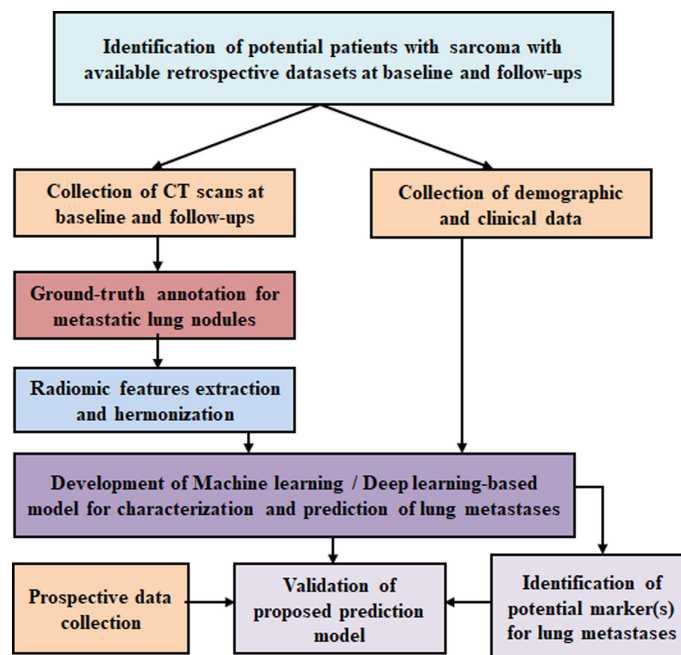 Identification of potential patients with sarcoma with
available retrospective datasets at baseline and follow-ups
Collection of CT scans at
baseline and follow-ups
Collection of demographic
and clinical data
Ground-truth annotation for
metastatic lung nodules
Radiomic features extraction
and hermonization
Development of Machine learning / Deep learning-based
model for characterization and prediction of lung metastases
Prospective data
collection
Validation of
proposed prediction
model
Identification of
potential marker(s)
for lung metastases